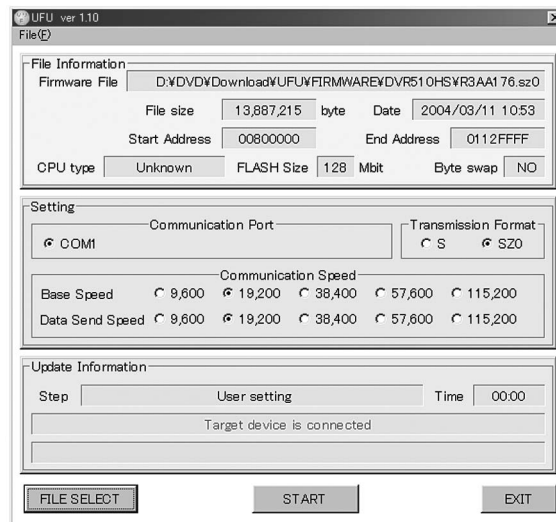 UFU ver 1.10
File(F)
File Information
Firmware File D:¥DVD¥Download¥UFU¥FIRMWARE¥DVR510HS¥R3AA176.sz0
File size 13,887,215 byte Date 2004/03/11 10:53
Start Address 00800000 End Address 0112FFFF
CPU type Unknown FLASH Size 128 Mbit Byte swap NO
Setting
Communication Port Transmission Format
COM1 S SZ0
Communication Speed
Base Speed 9,600 19,200 38,400 57,600 115,200
Data Send Speed 9,600 19,200 38,400 57,600 115,200
Update Information
Step User setting Time 00:00
Target device is connected
FILE SELECT START EXIT